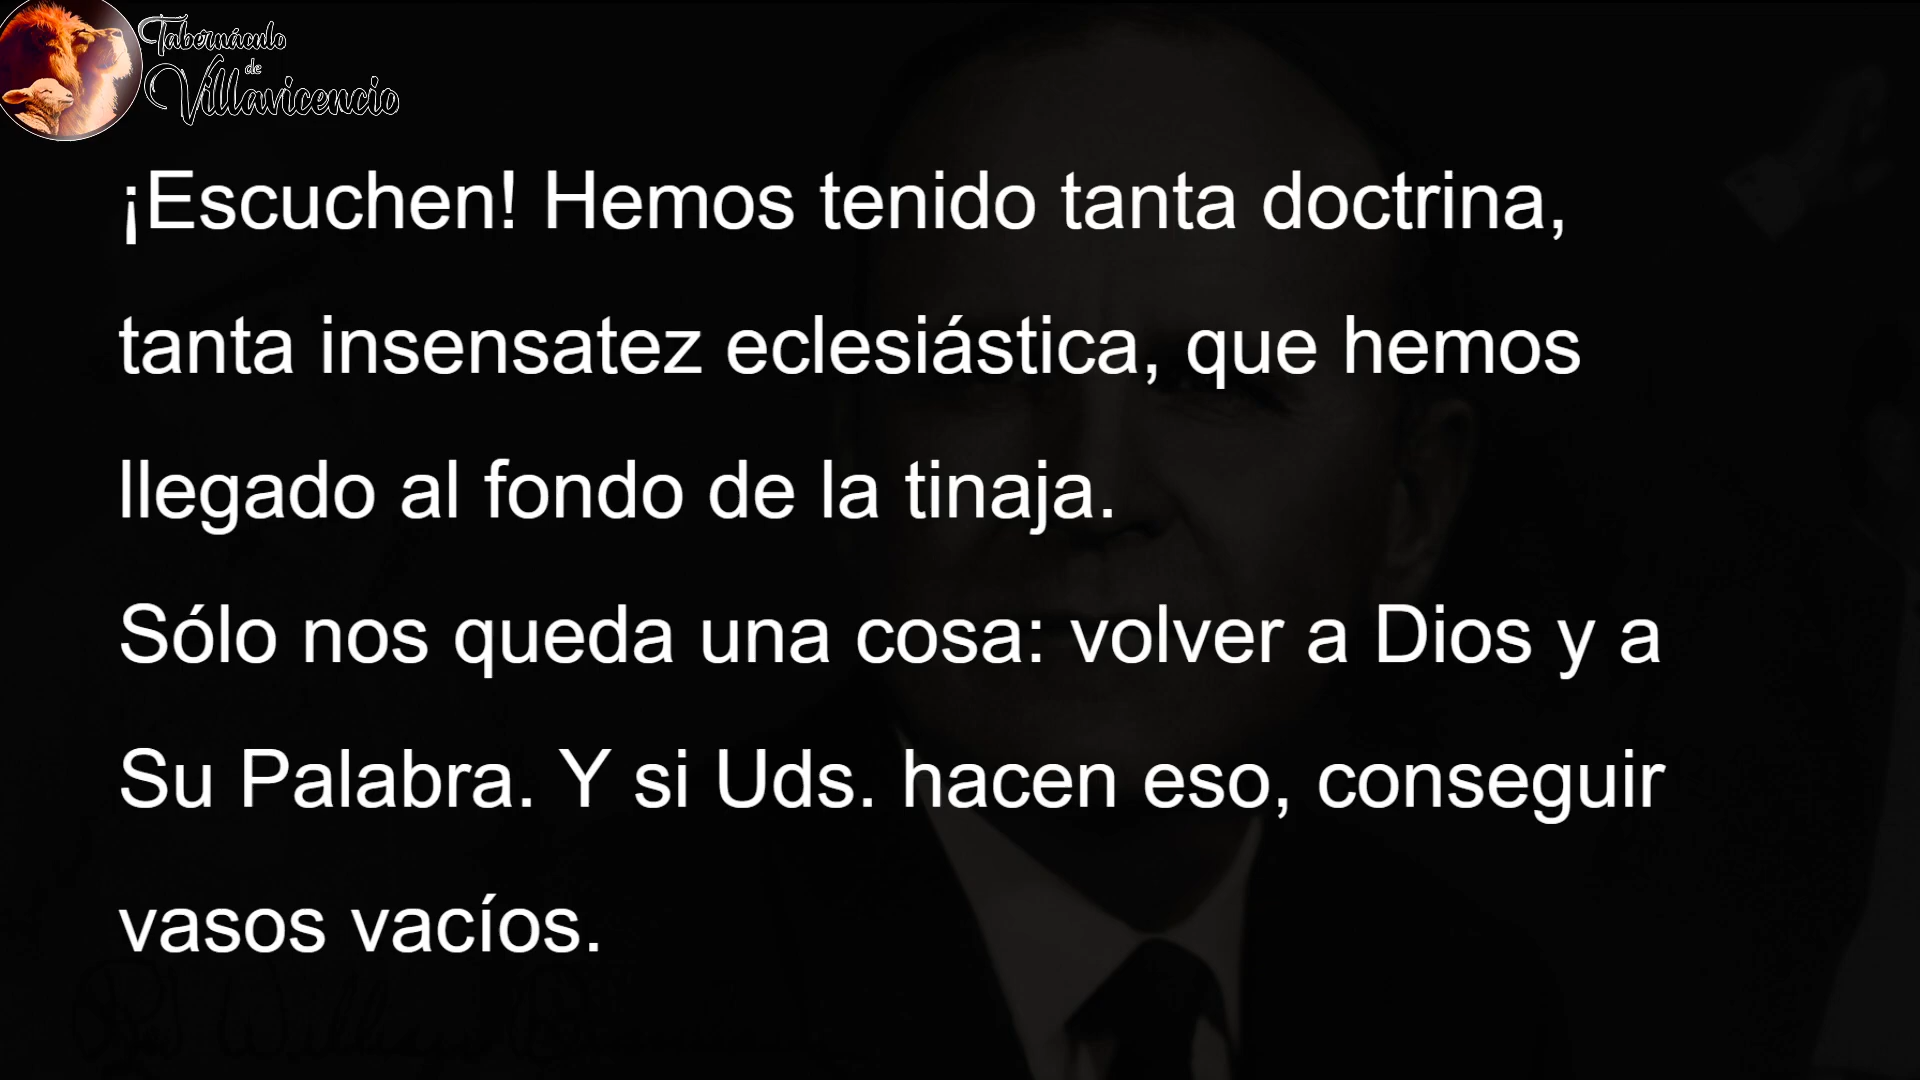 Tabernáculo
de
Villavicencio
¡Escuchen! Hemos tenido tanta doctrina,
tanta insensatez eclesiástica, que hemos
llegado al fondo de la tinaja.
Sólo nos queda una cosa: volver a Dios y a
Su Palabra. Y si Uds. hacen eso, conseguir
vasos vacíos.